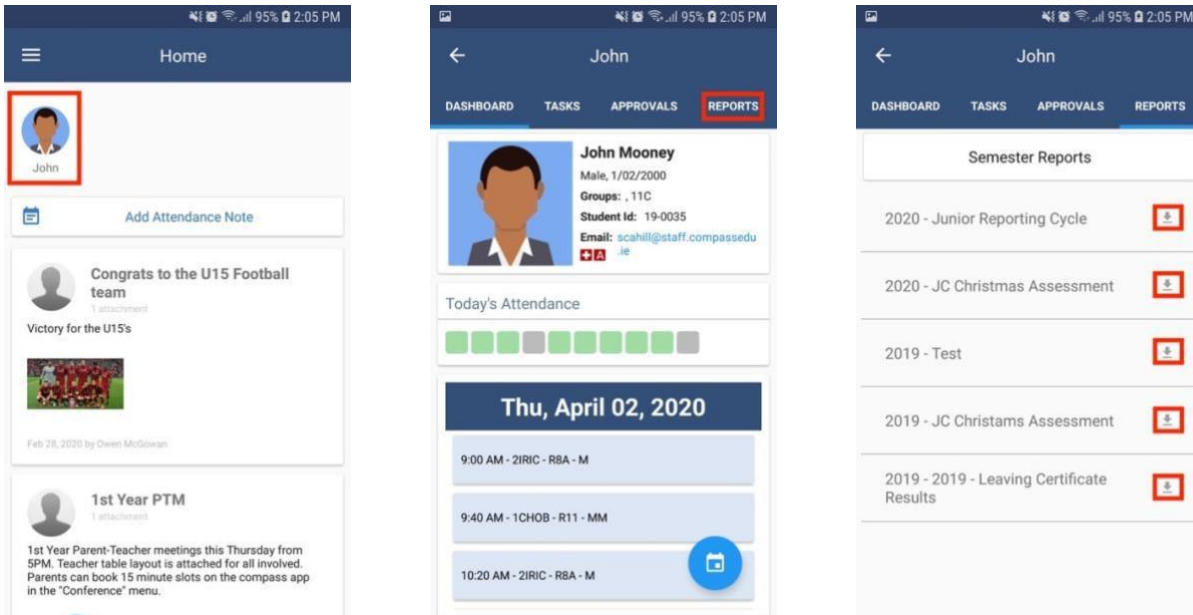 95% 2:05 PM
Home
John
Add Attendance Note
Congrats to the U15 Football
team
1 attachment
Victory for the U15's
Feb 28, 2020 by Owen McGowan
1st Year PTM
1 attachment
1st Year Parent-Teacher meetings this Thursday from
5PM. Teacher table layout is attached for all involved.
Parents can book 15 minute slots on the compass app
in the "Conference" menu.
95% 2:05 PM
John
DASHBOARD TASKS APPROVALS REPORTS
John Mooney
Male, 1/02/2000
Groups: , 11C
Student Id: 19-0035
Email: scahill@staff.compassedu
.ie
A
Today's Attendance
Thu, April 02, 2020
9:00 AM - 2IRIC - R8A - M
9:40 AM - 1CHOB - R11 - MM
10:20 AM - 2IRIC - R8A - M
95% 2:05 PM
John
DASHBOARD TASKS APPROVALS REPORTS
Semester Reports
2020 - Junior Reporting Cycle
2020 - JC Christmas Assessment
2019 - Test
2019 - JC Christams Assessment
2019 - 2019 - Leaving Certificate
Results